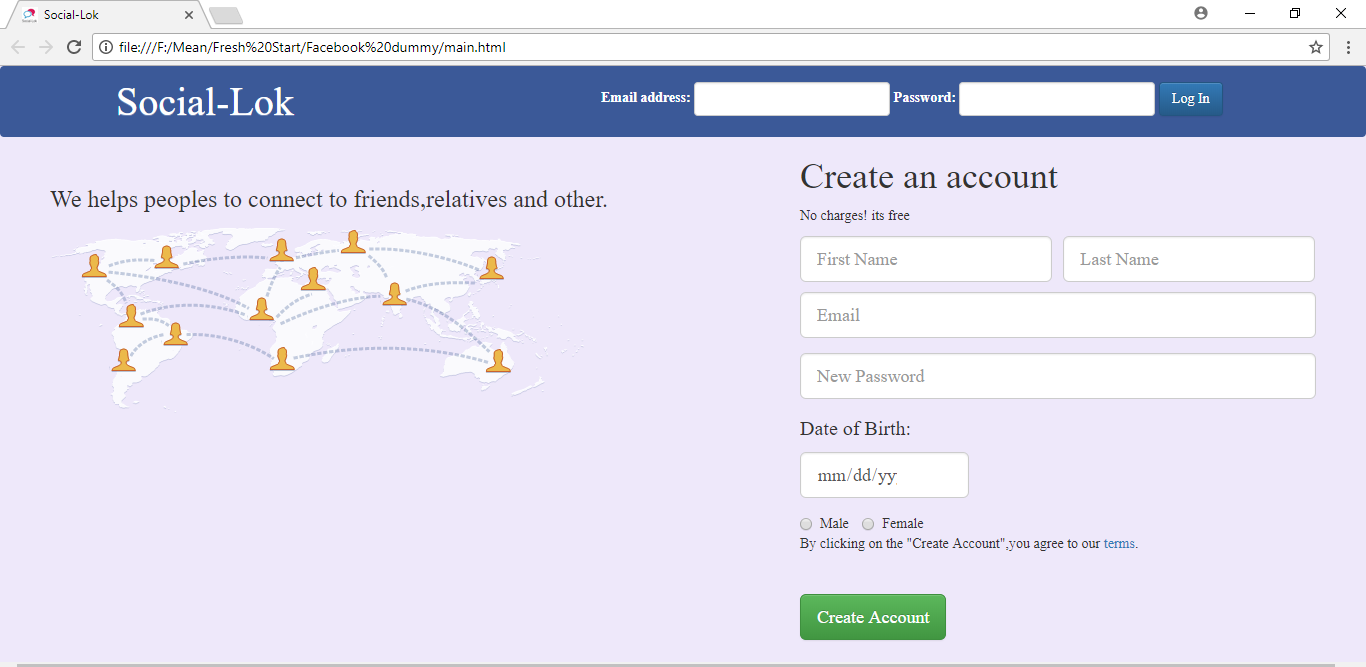 Social-Lok
file:///F:/Mean/Fresh%20Start/Facebook%20dummy/main.html
Social-Lok
Email address: Password: Log In
We helps peoples to connect to friends,relatives and other.
Create an account
No charges! its free
First Name Last Name
Email
New Password
Date of Birth:
mm/dd/yy
Male Female
By clicking on the "Create Account",you agree to our terms.
Create Account